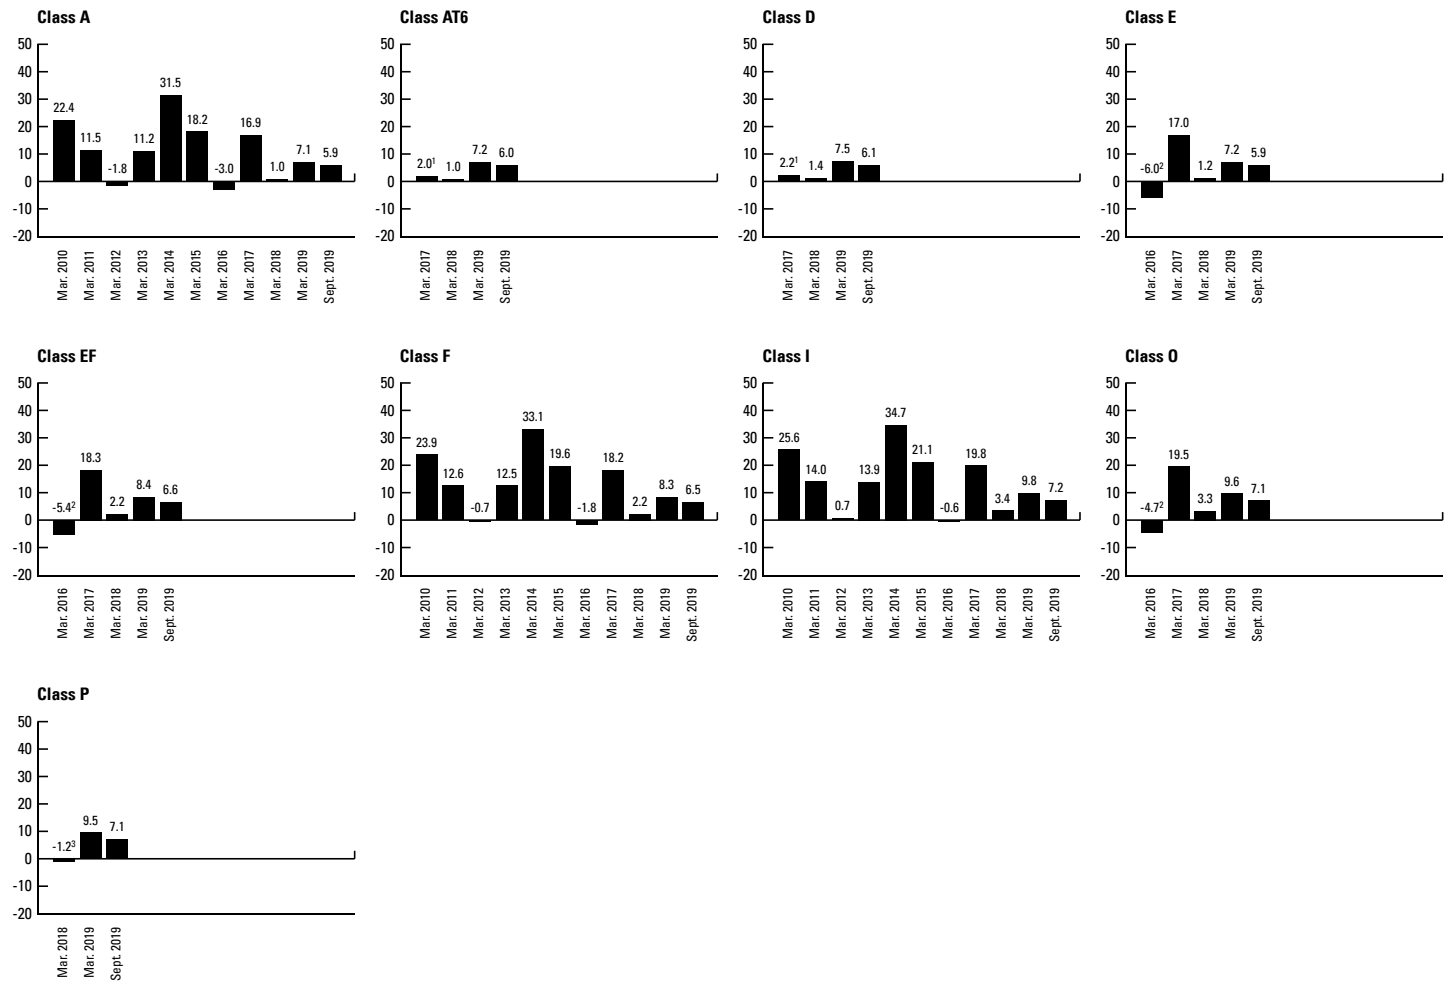 Class A
50
40
30
20
10
0
-10
-20
22.4
11.5
-1.8
11.2
31.5
18.2
-3.0
16.9
1.0
7.1
5.9
Mar. 2010
Mar. 2011
Mar. 2012
Mar. 2013
Mar. 2014
Mar. 2015
Mar. 2016
Mar. 2017
Mar. 2018
Mar. 2019
Sept. 2019
Class AT6
50
40
30
20
10
0
-10
-20
2.0¹
1.0
7.2
6.0
Mar. 2017
Mar. 2018
Mar. 2019
Sept. 2019
Class D
50
40
30
20
10
0
-10
-20
2.2¹
1.4
7.5
6.1
Mar. 2017
Mar. 2018
Mar. 2019
Sept. 2019
Class E
50
40
30
20
10
0
-10
-20
-6.0²
17.0
1.2
7.2
5.9
Mar. 2016
Mar. 2017
Mar. 2018
Mar. 2019
Sept. 2019
Class EF
50
40
30
20
10
0
-10
-20
-5.4²
18.3
2.2
8.4
6.6
Mar. 2016
Mar. 2017
Mar. 2018
Mar. 2019
Sept. 2019
Class F
50
40
30
20
10
0
-10
-20
23.9
12.6
-0.7
12.5
33.1
19.6
-1.8
18.2
2.2
8.3
6.5
Mar. 2010
Mar. 2011
Mar. 2012
Mar. 2013
Mar. 2014
Mar. 2015
Mar. 2016
Mar. 2017
Mar. 2018
Mar. 2019
Sept. 2019
Class I
50
40
30
20
10
0
-10
-20
25.6
14.0
0.7
13.9
34.7
21.1
-0.6
19.8
3.4
9.8
7.2
Mar. 2010
Mar. 2011
Mar. 2012
Mar. 2013
Mar. 2014
Mar. 2015
Mar. 2016
Mar. 2017
Mar. 2018
Mar. 2019
Sept. 2019
Class O
50
40
30
20
10
0
-10
-20
-4.7²
19.5
3.3
9.6
7.1
Mar. 2016
Mar. 2017
Mar. 2018
Mar. 2019
Sept. 2019
Class P
50
40
30
20
10
0
-10
-20
-1.2³
9.5
7.1
Mar. 2018
Mar. 2019
Sept. 2019